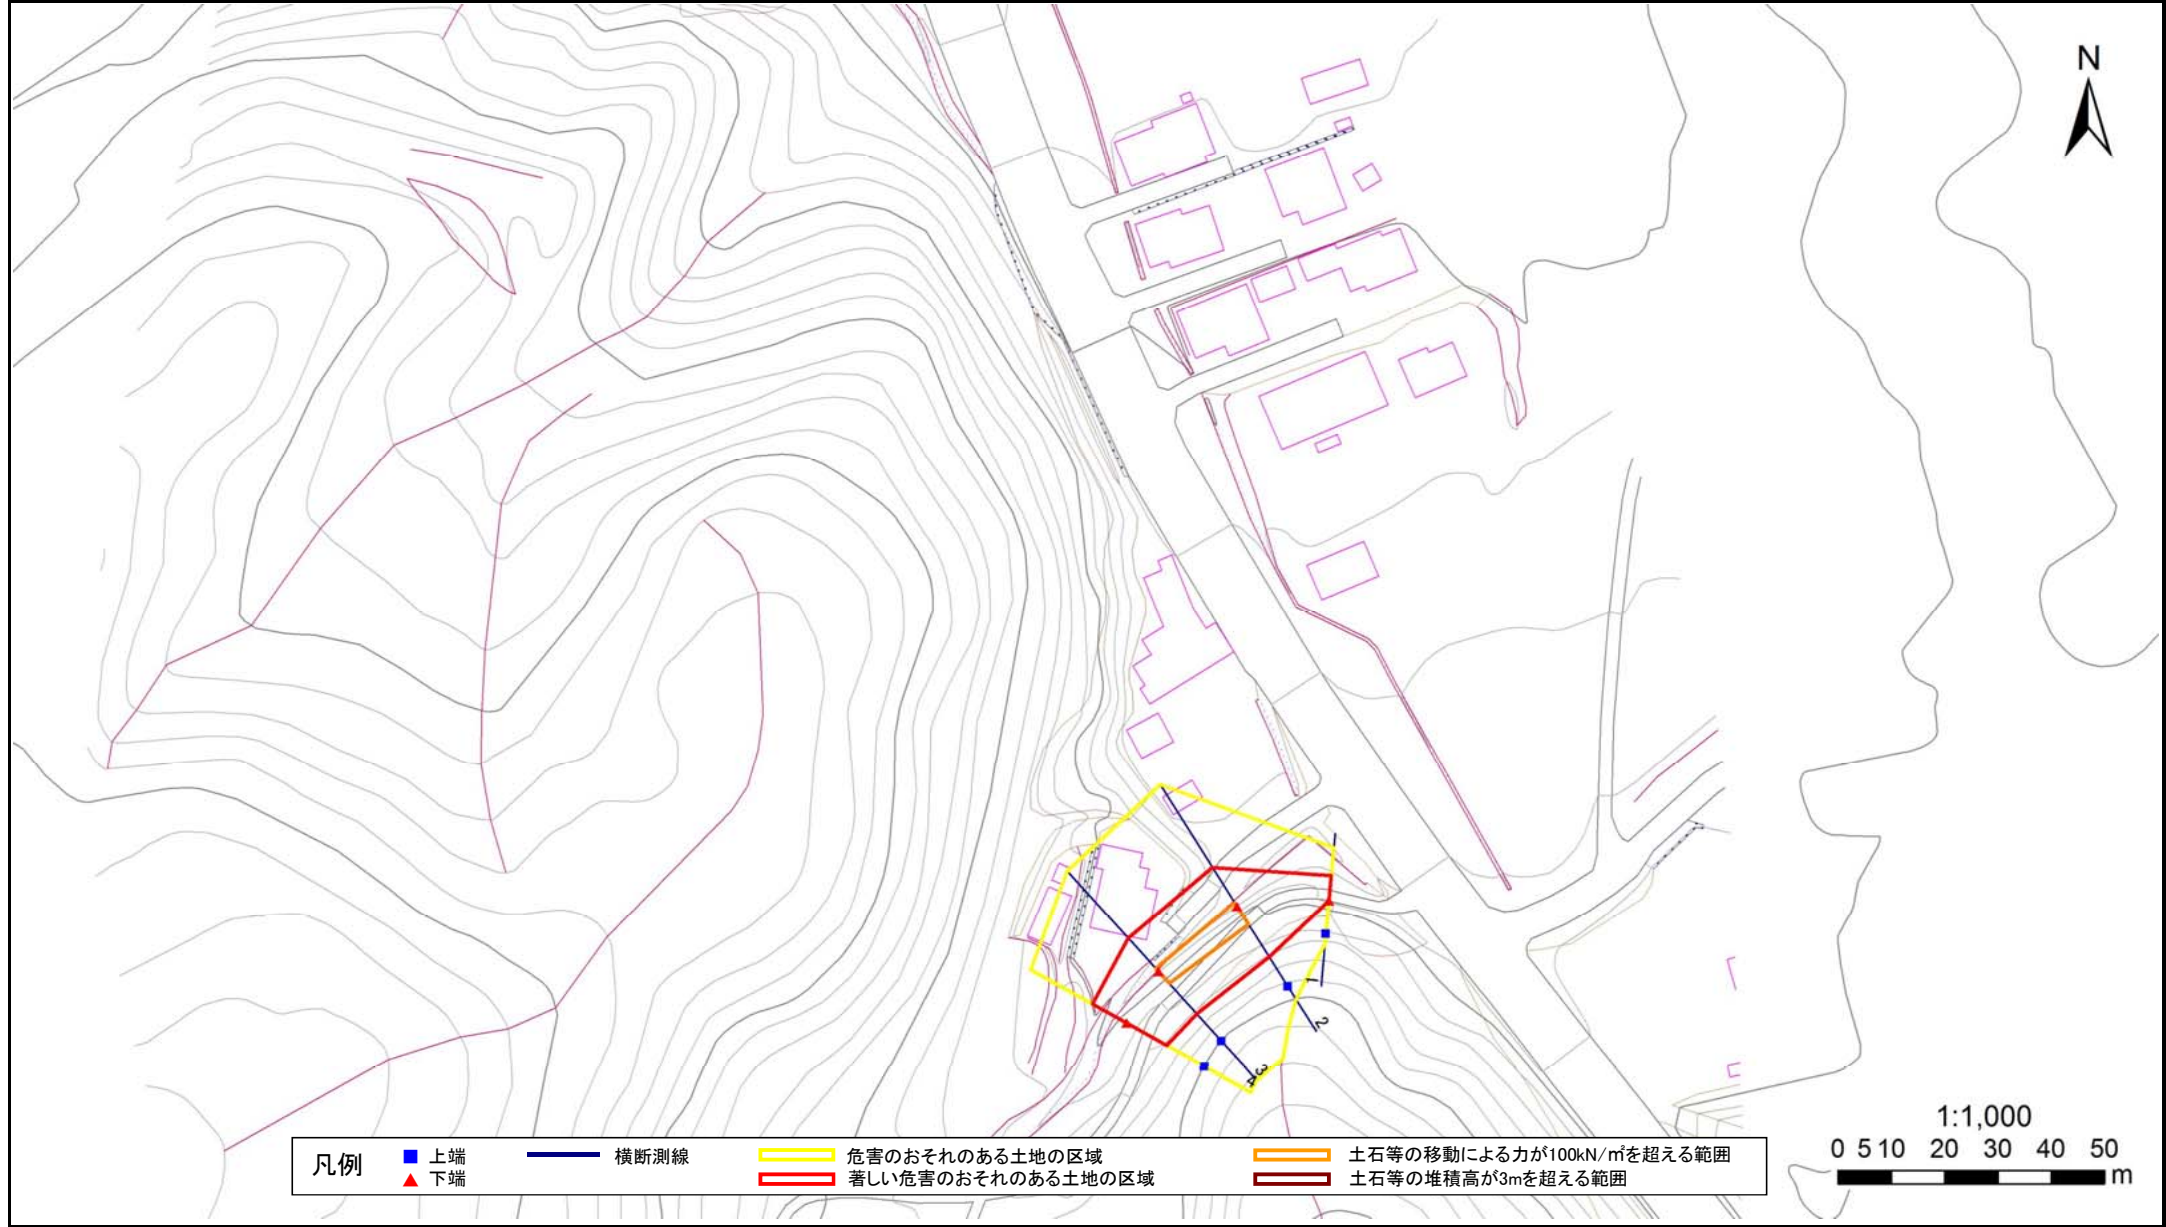 N
1
2
3
4
1:1,000
0 5 10 20 30 40 50
m
凡例
上端
横断測線
危害のおそれのある土地の区域
土石等の移動による力が100kN/㎡を超える範囲
下端
著しい危害のおそれのある土地の区域
土石等の堆積高が3mを超える範囲